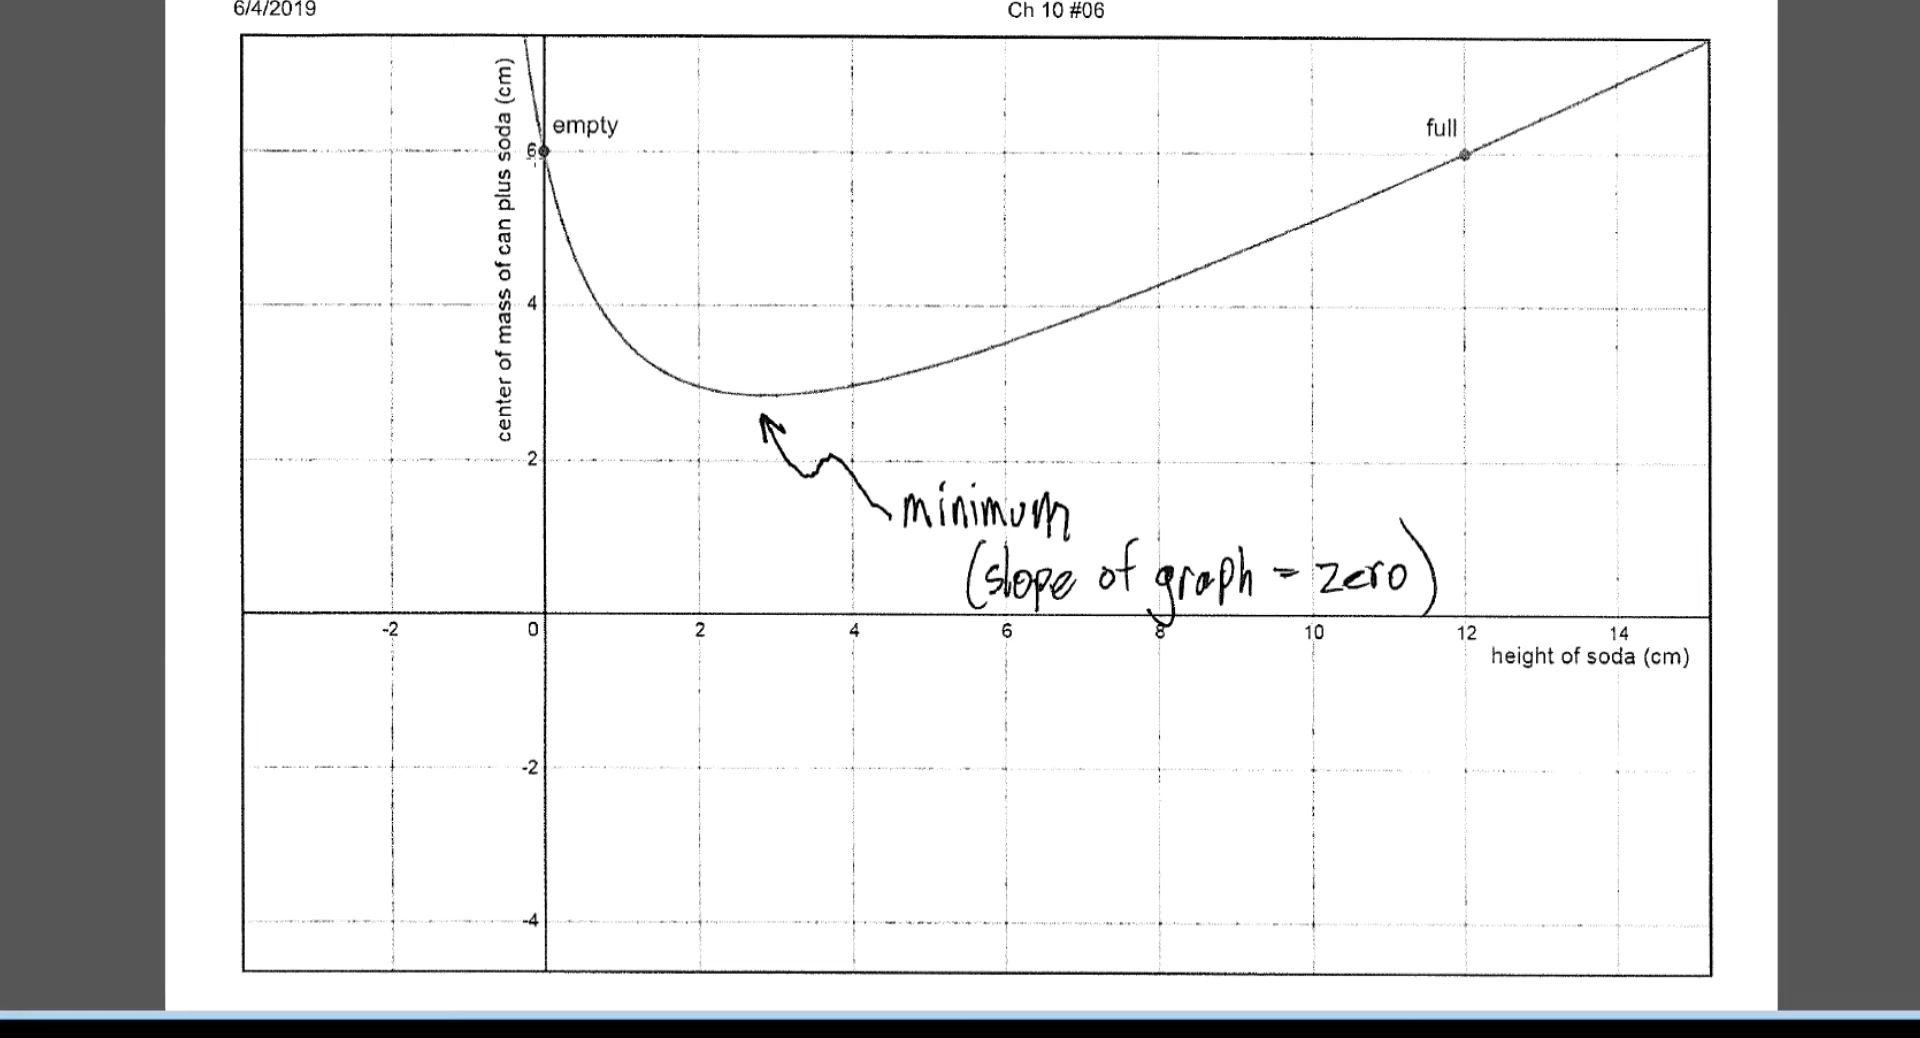 6/4/2019
Ch 10 #06
center of mass of can plus soda (cm)
empty
full
6
4
2
minimum
(slope of graph = zero)
-2
0
2
4
6
8
10
12
14
height of soda (cm)
-2
-4